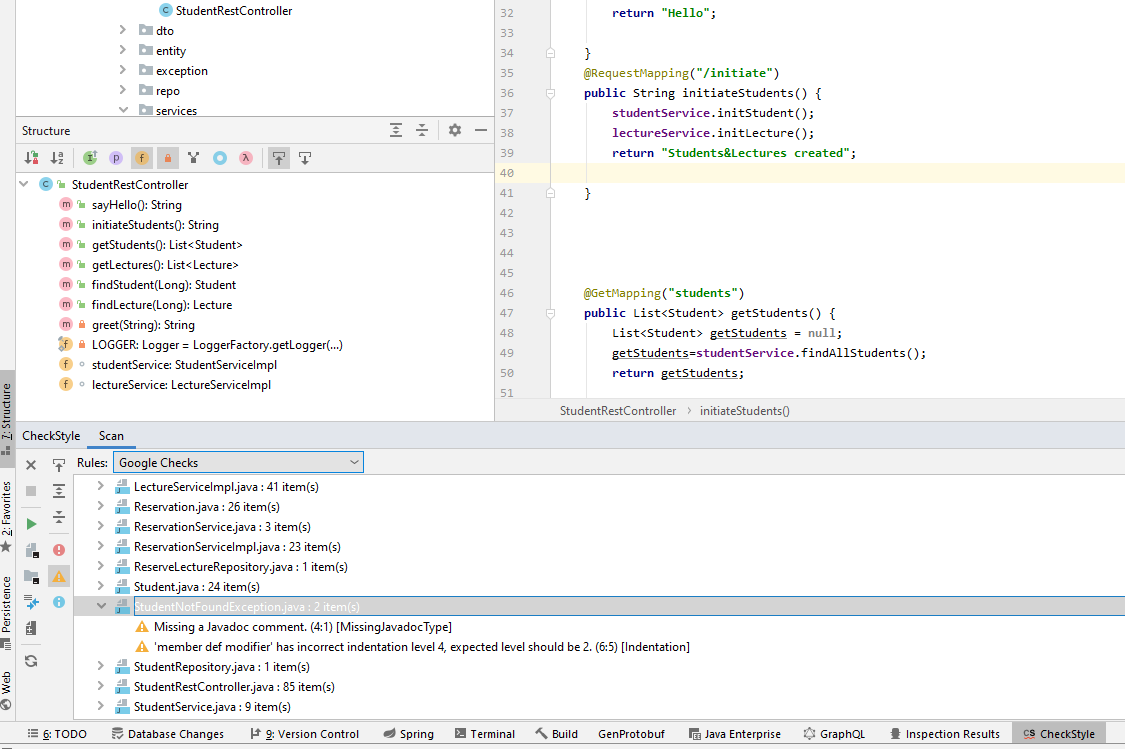 StudentRestController
dto
entity
exception
repo
services
Structure
StudentRestController
sayHello(): String
initiateStudents(): String
getStudents(): List<Student>
getLectures(): List<Lecture>
findStudent(Long): Student
findLecture(Long): Lecture
greet(String): String
LOGGER: Logger = LoggerFactory.getLogger(...)
studentService: StudentServiceImpl
lectureService: LectureServiceImpl
32 return "Hello";
33
34 }
35 @RequestMapping("/initiate")
36 public String initiateStudents() {
37 studentService.initStudent();
38 lectureService.initLecture();
39 return "Students&Lectures created";
40
41 }
42
43
44
45
46 @GetMapping("students")
47 public List<Student> getStudents() {
48 List<Student> getStudents = null;
49 getStudents=studentService.findAllStudents();
50 return getStudents;
51
StudentRestController > initiateStudents()
7: Structure
2: Favorites
Persistence
Web
CheckStyle Scan
Rules: Google Checks
LectureServiceImpl.java : 41 item(s)
Reservation.java : 26 item(s)
ReservationService.java : 3 item(s)
ReservationServiceImpl.java : 23 item(s)
ReserveLectureRepository.java : 1 item(s)
Student.java : 24 item(s)
StudentNotFoundException.java : 2 item(s)
Missing a Javadoc comment. (4:1) [MissingJavadocType]
'member def modifier' has incorrect indentation level 4, expected level should be 2. (6:5) [Indentation]
StudentRepository.java : 1 item(s)
StudentRestController.java : 85 item(s)
StudentService.java : 9 item(s)
6: TODO Database Changes 9: Version Control Spring Terminal Build GenProtobuf Java Enterprise GraphQL Inspection Results CS CheckStyle